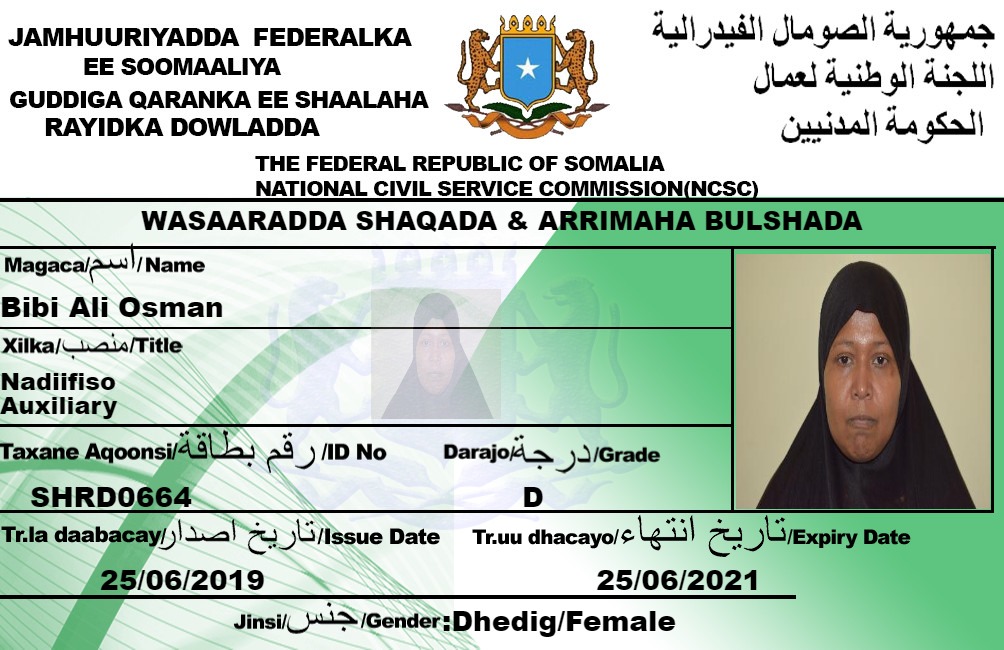 JAMHUURIYADDA FEDERALKA
EE SOOMAALIYA
GUDDIGA QARANKA EE SHAALAHA
RAYIDKA DOWLADDA
جمهورية الصومال الفيدرالية
اللجنة الوطنية لعمال
الحكومة المدنيين
THE FEDERAL REPUBLIC OF SOMALIA
NATIONAL CIVIL SERVICE COMMISSION(NCSC)
WASAARADDA SHAQADA & ARRIMAHA BULSHADA
Magaca/اسم/Name
Bibi Ali Osman
Xilka/منصب/Title
Nadiifiso
Auxiliary
Taxane Aqoonsi/رقم بطاقة/ID No
SHRD0664
Darajo/درجة/Grade
D
Tr.la daabacay/تاريخ اصدار/Issue Date
25/06/2019
Tr.uu dhacayo/تاريخ انتهاء/Expiry Date
25/06/2021
Jinsi/جنس/Gender:Dhedig/Female